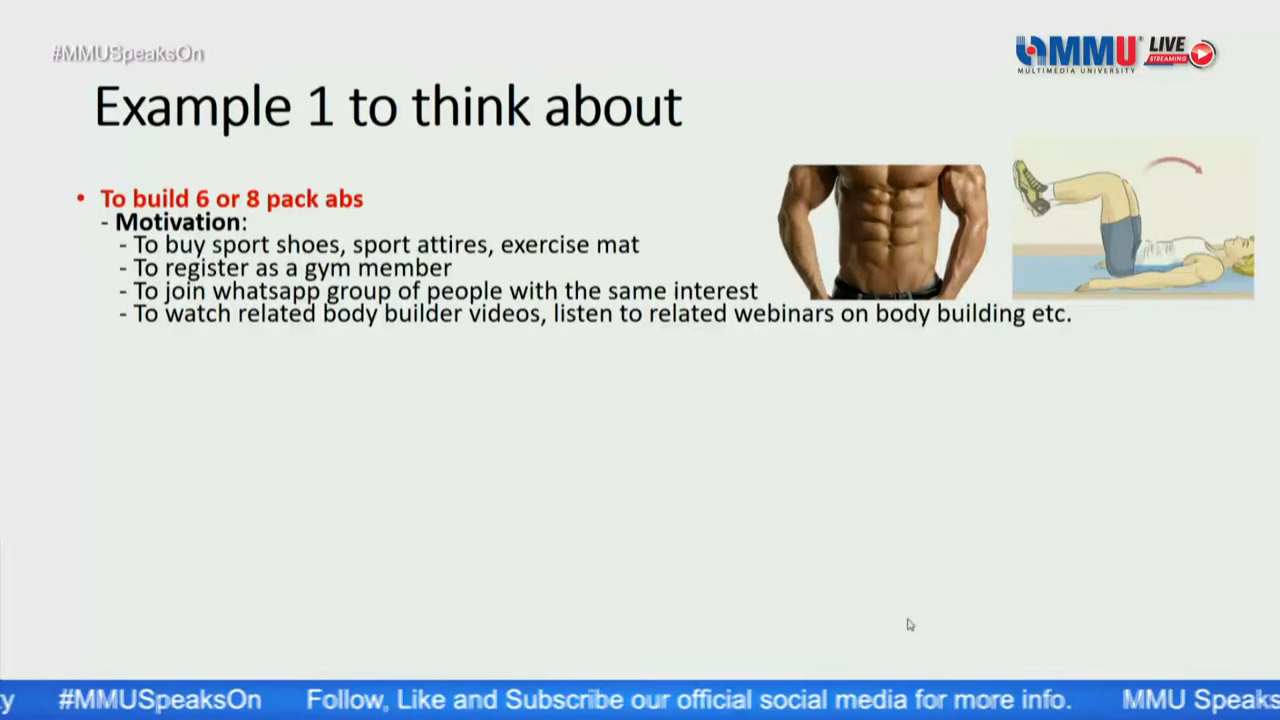 #MMUSpeaksOn
MMU LIVE
MULTIMEDIA UNIVERSITY STREAMING
Example 1 to think about
• To build 6 or 8 pack abs
- Motivation:
- To buy sport shoes, sport attires, exercise mat
- To register as a gym member
- To join whatsapp group of people with the same interest
- To watch related body builder videos, listen to related webinars on body building etc.
ty #MMUSpeaksOn Follow, Like and Subscribe our official social media for more info. MMU Speaks